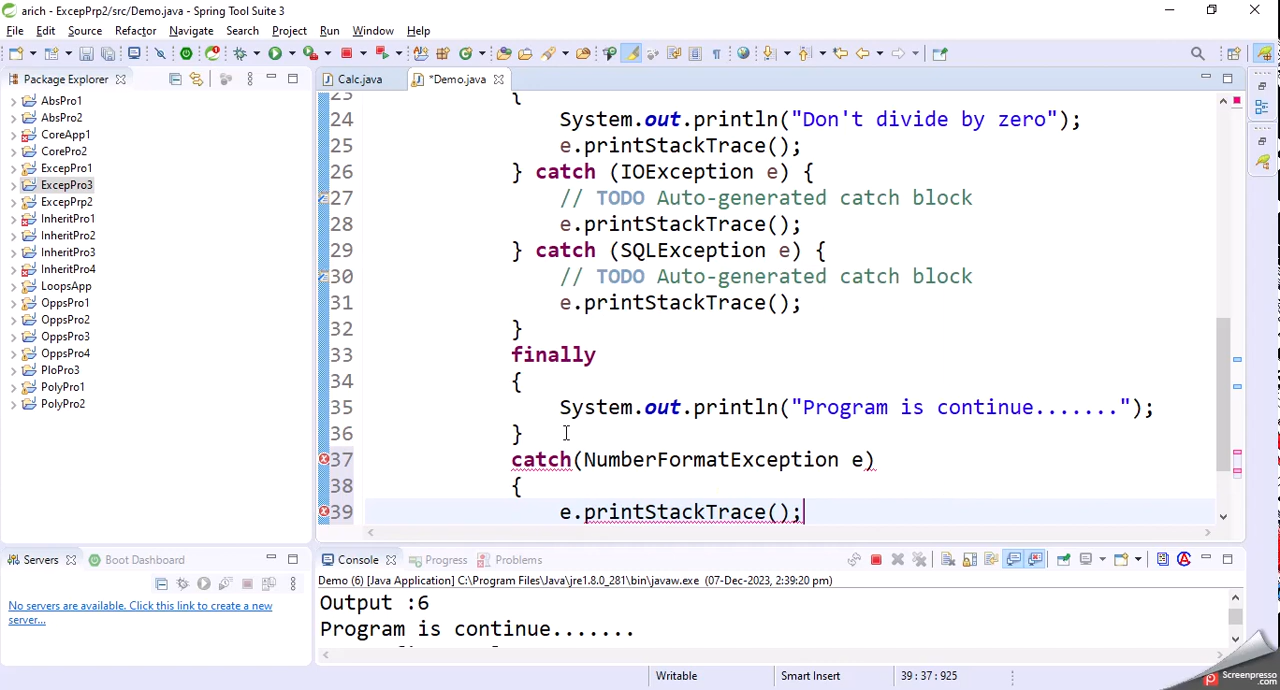 arich - ExcepPrp2/src/Demo.java - Spring Tool Suite 3
File Edit Source Refactor Navigate Search Project Run Window Help
Package Explorer
Calc.java
*Demo.java
AbsPro1
AbsPro2
CoreApp1
CorePro2
ExcepPro1
ExcepPro3
ExcepPrp2
InheritPro1
InheritPro2
InheritPro3
InheritPro4
LoopsApp
OppsPro1
OppsPro2
OppsPro3
OppsPro4
PloPro3
PolyPro1
PolyPro2
23 {
24 System.out.println("Don't divide by zero");
25 e.printStackTrace();
26 } catch (IOException e) {
27 // TODO Auto-generated catch block
28 e.printStackTrace();
29 } catch (SQLException e) {
30 // TODO Auto-generated catch block
31 e.printStackTrace();
32 }
33 finally
34 {
35 System.out.println("Program is continue.......");
36 }
37 catch(NumberFormatException e)
38 {
39 e.printStackTrace();
Servers
Boot Dashboard
No servers are available. Click this link to create a new
server...
Console
Progress
Problems
Demo (6) [Java Application] C:\Program Files\Java\jre1.8.0_281\bin\javaw.exe (07-Dec-2023, 2:39:20 pm)
Output :6
Program is continue.......
Writable
Smart Insert
39 : 37 : 925
Screenpresso
.com